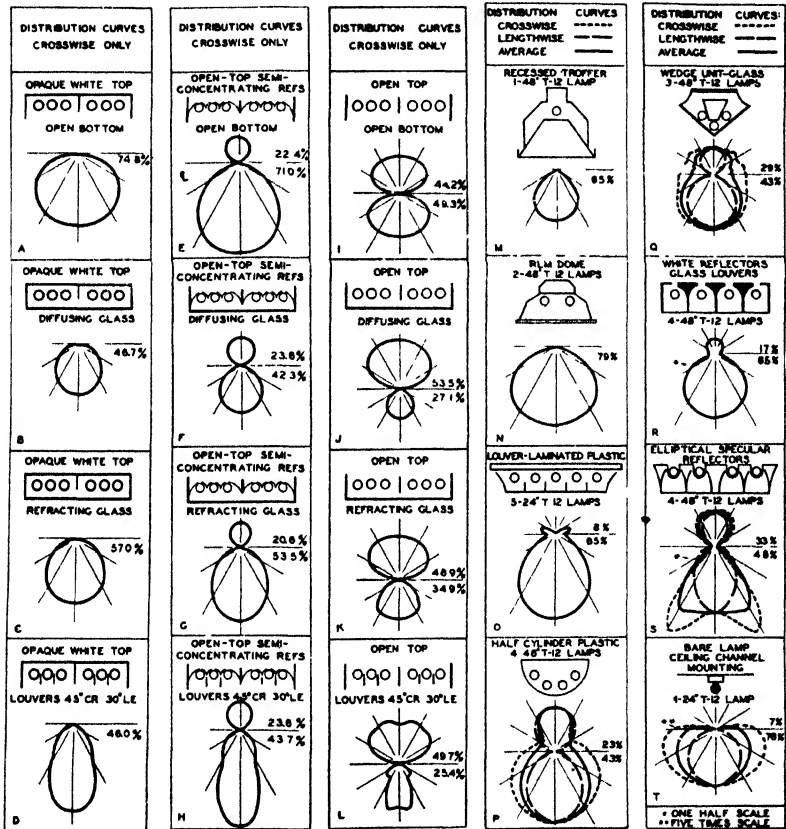 DISTRIBUTION CURVES
CROSSWISE ONLY
OPAQUE WHITE TOP
OPEN BOTTOM
74.8%
A
OPAQUE WHITE TOP
DIFFUSING GLASS
46.7%
B
OPAQUE WHITE TOP
REFRACTING GLASS
57.0%
C
OPAQUE WHITE TOP
LOUVERS 45°CR 30°LE
46.0%
D
DISTRIBUTION CURVES
CROSSWISE ONLY
OPEN-TOP SEMI-
CONCENTRATING REFS
OPEN BOTTOM
22.4%
71.0%
E
OPEN-TOP SEMI-
CONCENTRATING REFS
DIFFUSING GLASS
23.8%
42.3%
F
OPEN-TOP SEMI-
CONCENTRATING REFS
REFRACTING GLASS
20.8%
53.5%
G
OPEN-TOP SEMI-
CONCENTRATING REFS
LOUVERS 45°CR 30°LE
23.8%
43.7%
H
DISTRIBUTION CURVES
CROSSWISE ONLY
OPEN TOP
OPEN BOTTOM
44.2%
49.3%
I
OPEN TOP
DIFFUSING GLASS
53.5%
27.1%
J
OPEN TOP
REFRACTING GLASS
48.9%
34.9%
K
OPEN TOP
LOUVERS 45°CR 30°LE
49.7%
25.4%
L
DISTRIBUTION CURVES
CROSSWISE
LENGTHWISE
AVERAGE
RECESSED TROFFER
1-48" T-12 LAMP
65%
M
RLM DOME
2-48" T 12 LAMPS
79%
N
LOUVER-LAMINATED PLASTIC
5-24" T 12 LAMPS
8%
65%
O
HALF CYLINDER PLASTIC
4 48" T-12 LAMPS
23%
43%
P
DISTRIBUTION CURVES:
CROSSWISE
LENGTHWISE
AVERAGE
WEDGE UNIT-GLASS
3-48" T-12 LAMPS
29%
43%
Q
WHITE REFLECTORS
GLASS LOUVERS
4-48" T-12 LAMPS
17%
65%
R
ELLIPTICAL SPECULAR
REFLECTORS
4-48" T-12 LAMPS
33%
48%
S
BARE LAMP
CEILING CHANNEL
MOUNTING
1-24" T-12 LAMP
7%
78%
T
* ONE HALF SCALE
** FIVE TIMES SCALE